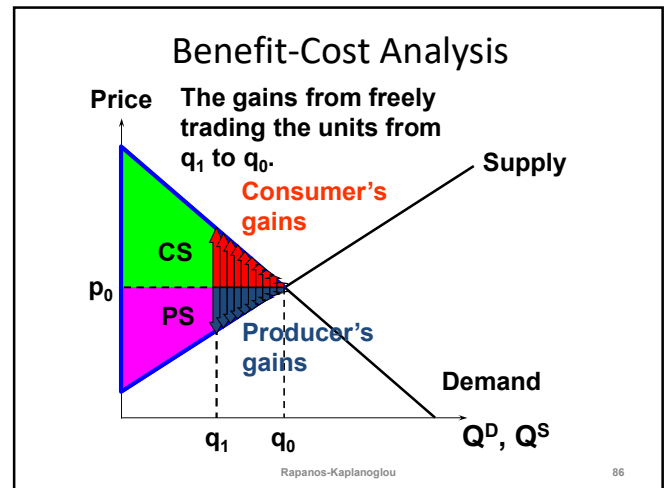 Benefit-Cost Analysis
Price
The gains from freely
trading the units from
q₁ to q₀.
Supply
Consumer's
gains
CS
p₀
PS
Producer's
gains
Demand
q₁
q₀
Qᴰ, Qˢ
Rapanos-Kaplanoglou
86